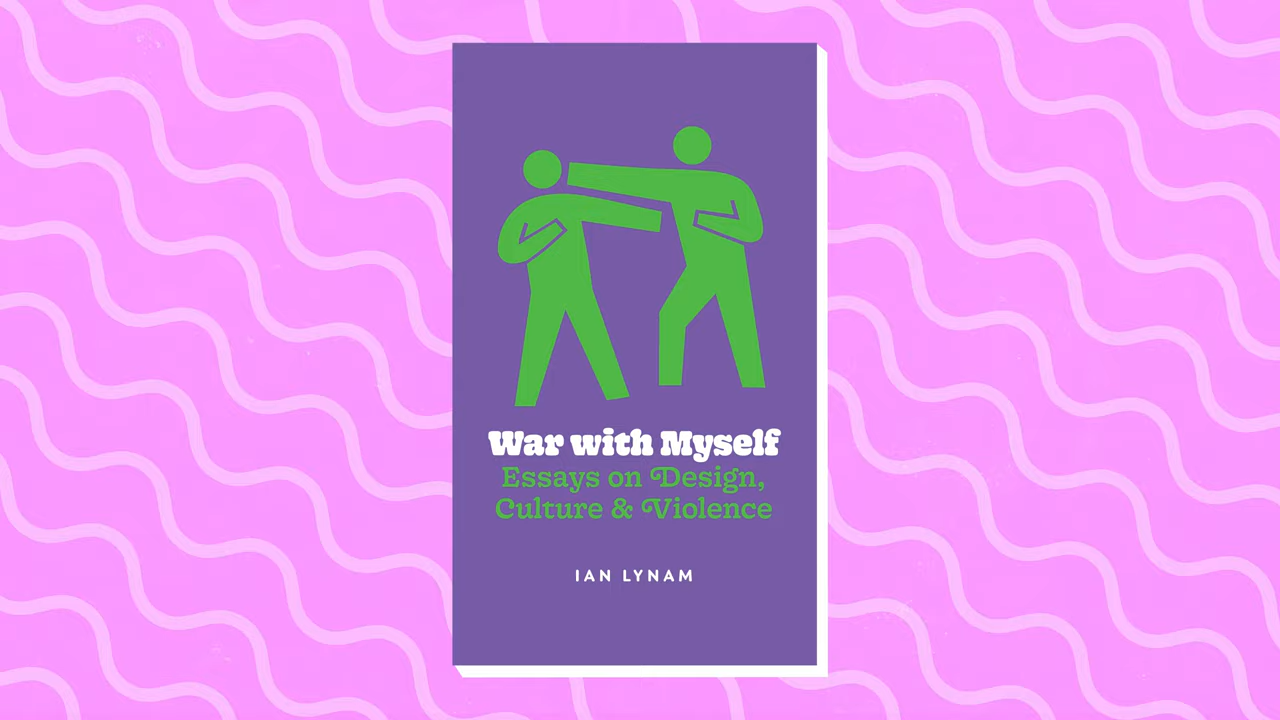 War with Myself
Essays on Design,
Culture & Violence
IAN LYNAM